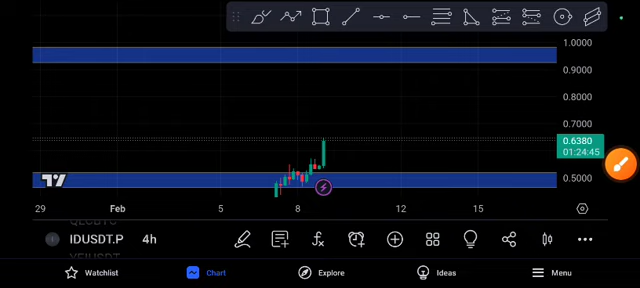 1.0000
0.9000
0.8000
0.7000
0.6380
01:24:45
0.5000
29 Feb 5 8 12 15
IDUSDT.P 4h
Watchlist Chart Explore Ideas Menu